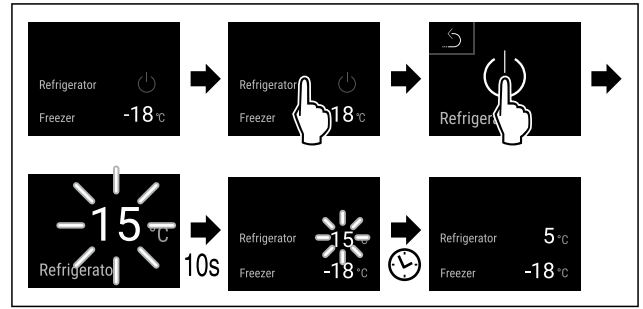 Refrigerator
Freezer -18 °C
Refrigerator
Freezer 18 °C
Refriger
15 °C
Refrigerato
10s
Refrigerator 15 °C
Freezer -18 °C
Refrigerator 5 °C
Freezer -18 °C